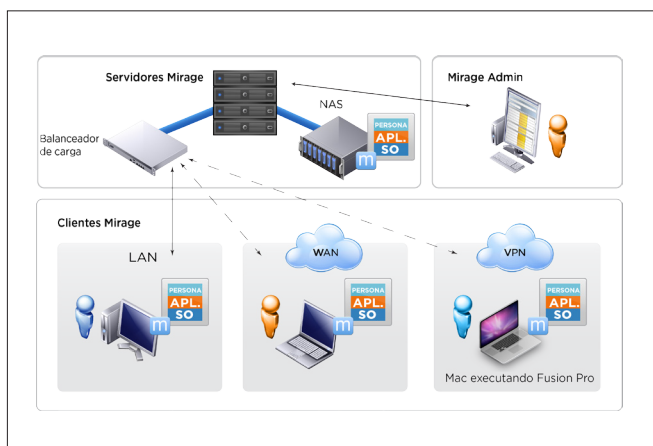 Servidores Mirage
NAS
Balanceador
de carga
PERSONA
APL.
SO
m
Mirage Admin
Clientes Mirage
LAN
PERSONA
APL.
SO
m
WAN
PERSONA
APL.
SO
m
VPN
PERSONA
APL.
SO
m
Mac executando Fusion Pro